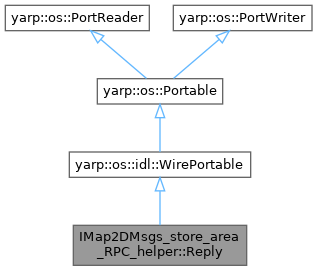 yarp::os::PortReader
yarp::os::PortWriter
yarp::os::Portable
yarp::os::idl::WirePortable
IMap2DMsgs_store_area
_RPC_helper::Reply